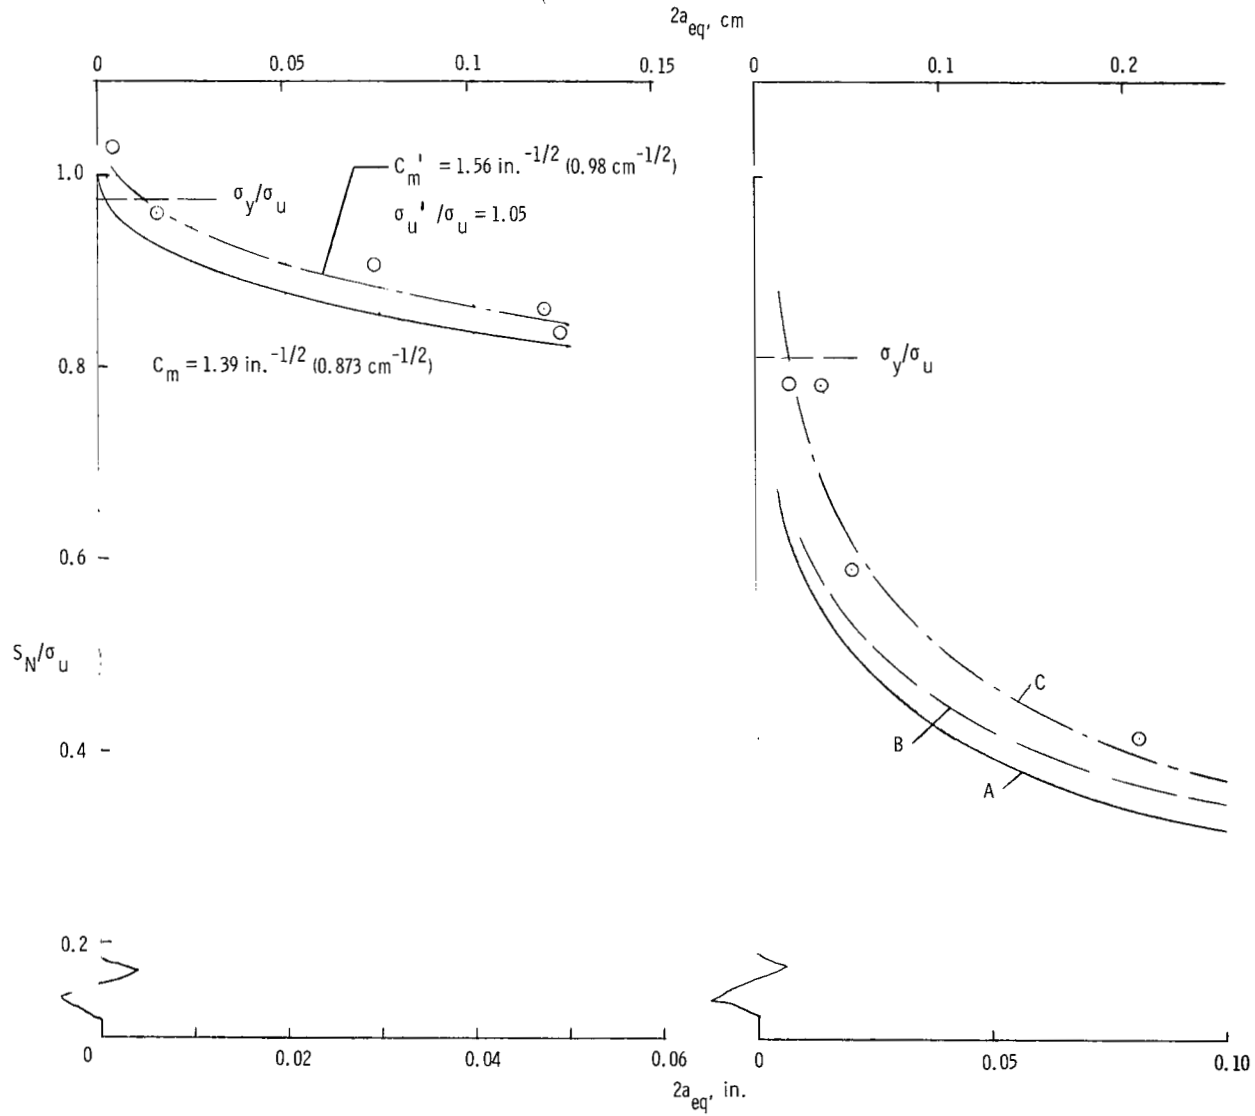 2a_eq, cm
0 0.05 0.1 0.15
0 0.1 0.2
C_m' = 1.56 in.^-1/2 (0.98 cm^-1/2)
1.0
σ_y/σ_u
σ_u'/σ_u = 1.05
C_m = 1.39 in.^-1/2 (0.873 cm^-1/2)
0.8
σ_y/σ_u
0.6
S_N/σ_u
C
B
0.4
A
0.2
0 0.02 0.04 0.06
0 0.05 0.10
2a_eq, in.